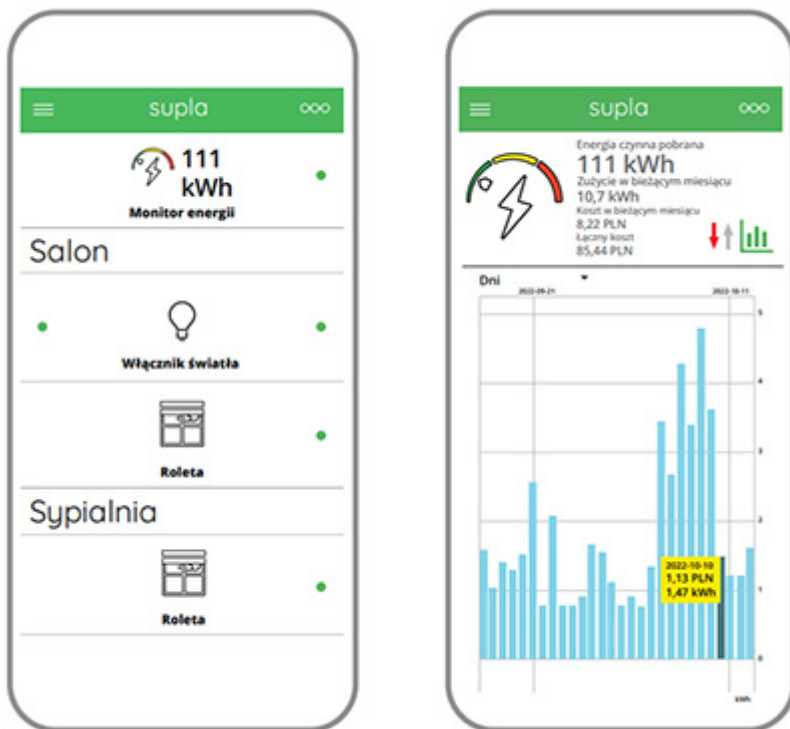 supla
111
kWh
Monitor energii
Salon
Włącznik światła
Roleta
Sypialnia
Roleta
supla
Energia czynna pobrana
111 kWh
Zużycie w bieżącym miesiącu
10,7 kWh
Koszt w bieżącym miesiącu
8,22 PLN
Łączny koszt
85,44 PLN
Dni
2022-09-21
2022-10-11
5
4
3
2
1
0
2022-10-10
1,13 PLN
1,47 kWh
kWh